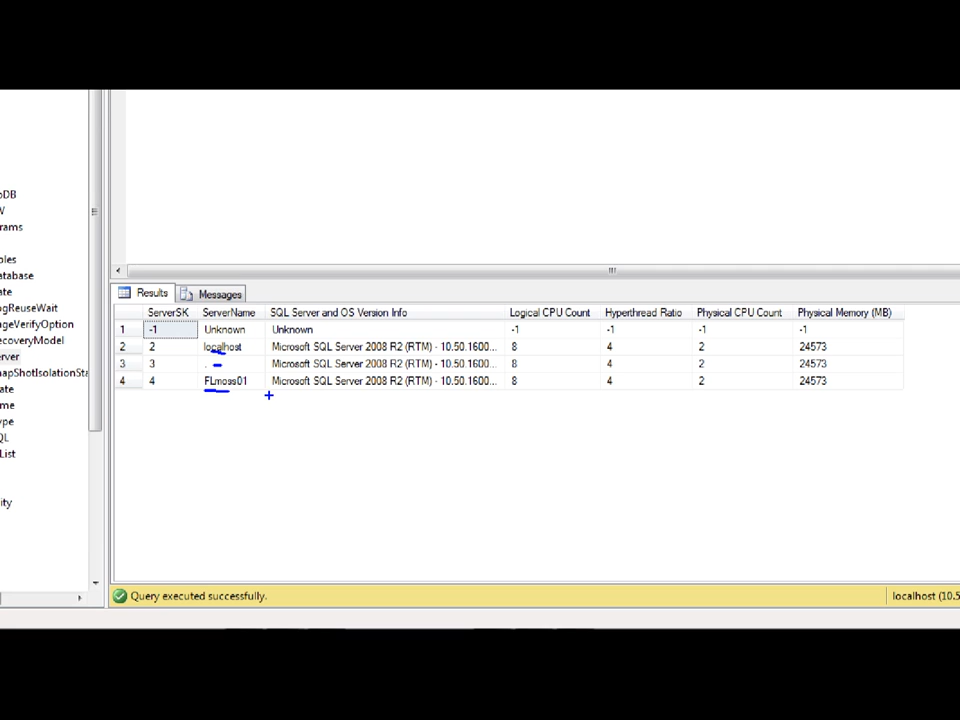 oDB
W
rams
bles
atabase
ate
ogReuseWait
ageVerifyOption
ecoveryModel
erver
napShotIsolationSta
ate
me
ype
QL
List
ity
Results Messages
ServerSK ServerName SQL Server and OS Version Info Logical CPU Count Hyperthread Ratio Physical CPU Count Physical Memory (MB)
1 -1 Unknown Unknown -1 -1 -1 -1
2 2 localhost Microsoft SQL Server 2008 R2 (RTM) - 10.50.1600... 8 4 2 24573
3 3 . Microsoft SQL Server 2008 R2 (RTM) - 10.50.1600... 8 4 2 24573
4 4 FLmoss01 Microsoft SQL Server 2008 R2 (RTM) - 10.50.1600... 8 4 2 24573
Query executed successfully. localhost (10.5